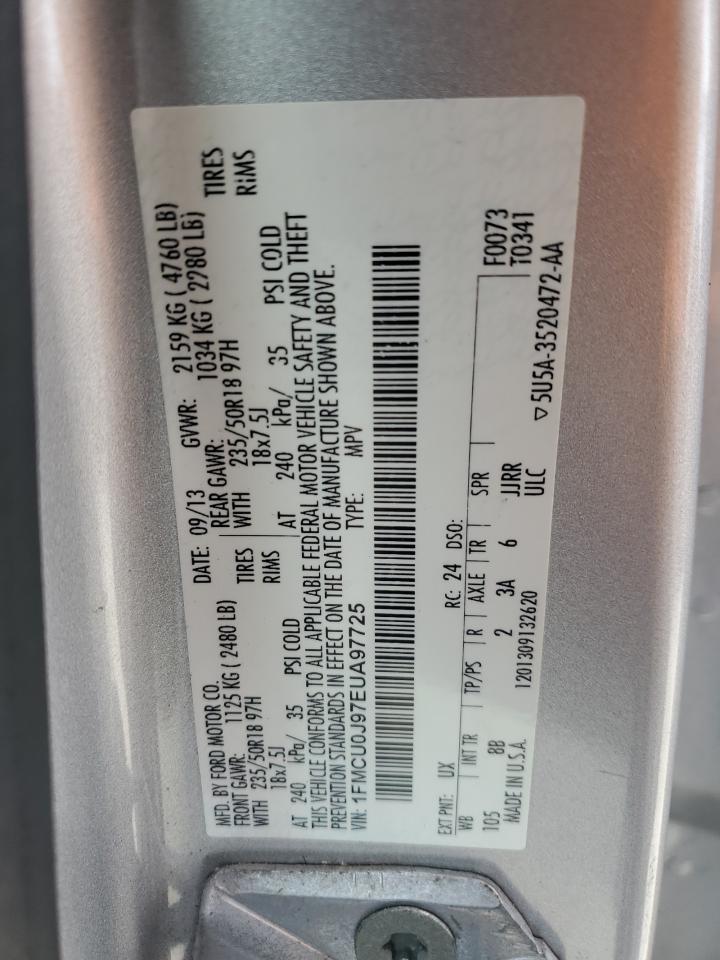 MFD. BY FORD MOTOR CO. DATE: 09/13 GVWR: 2159 KG ( 4760 LB)
FRONT GAWR: 1125 KG ( 2480 LB) REAR GAWR: 1034 KG ( 2780 LB)
WITH 235/50R18 97H TIRES WITH 235/50R18 97H TIRES
18x7.5J RIMS 18x7.5J RIMS
AT 240 kPa/ 35 PSI COLD AT 240 kPa/ 35 PSI COLD
THIS VEHICLE CONFORMS TO ALL APPLICABLE FEDERAL MOTOR VEHICLE SAFETY AND THEFT
PREVENTION STANDARDS IN EFFECT ON THE DATE OF MANUFACTURE SHOWN ABOVE.
VIN: 1FMCU0J97EUA97725 TYPE: MPV
EXT PNT: UX RC: 24 DSO:
WB INT TR TP/PS R AXLE TR SPR F0073
105 8B 2 3A 6 JJRR T0341
MADE IN U.S.A. 1201309132620 ULC ▽5U5A-3520472-AA